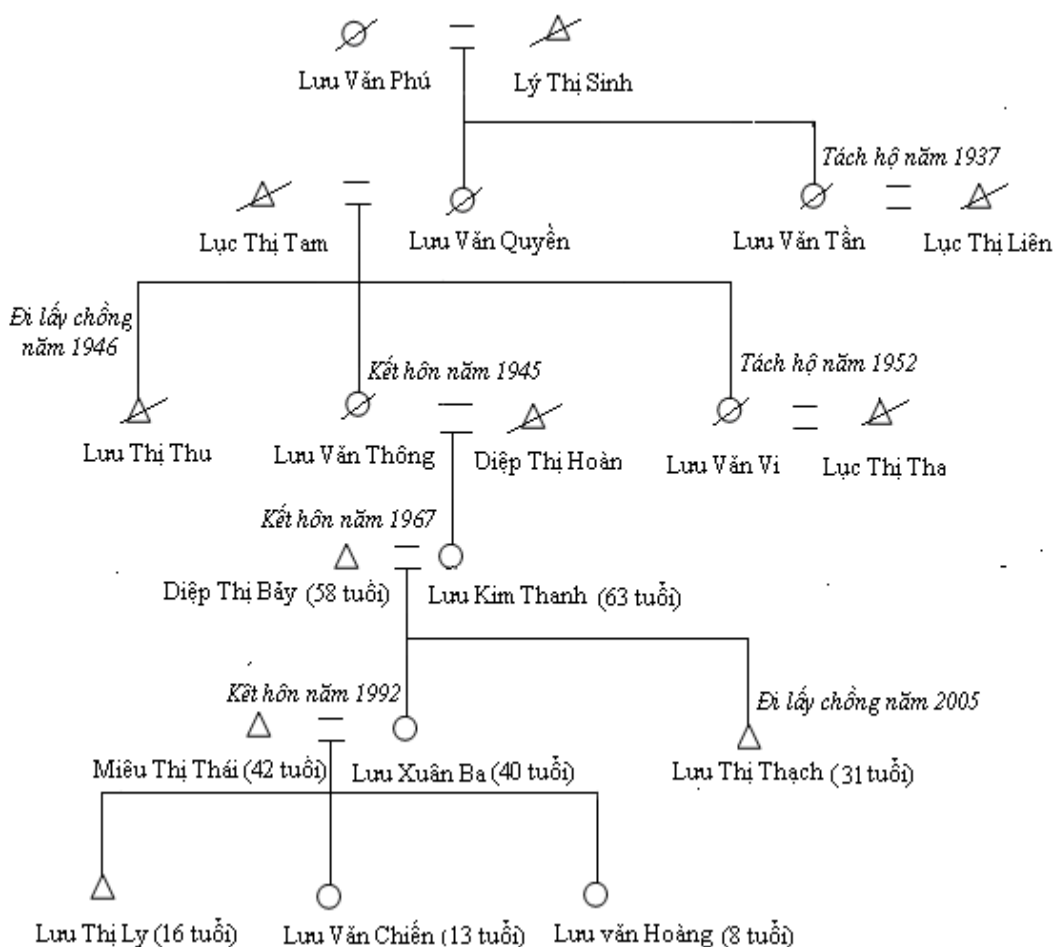 Lưu Văn Phú
Lý Thị Sinh
Tách hộ năm 1937
Lục Thị Tam
Lưu Văn Quyền
Lưu Văn Tần
Lục Thị Liên
Đi lấy chồng
năm 1946
Kết hôn năm 1945
Tách hộ năm 1952
Lưu Thị Thu
Lưu Văn Thông
Diệp Thị Hoàn
Lưu Văn Vi
Lục Thị Tha
Kết hôn năm 1967
Diệp Thị Bảy (58 tuổi)
Lưu Kim Thanh (63 tuổi)
Kết hôn năm 1992
Đi lấy chồng năm 2005
Miêu Thị Thái (42 tuổi)
Lưu Xuân Ba (40 tuổi)
Lưu Thị Thạch (31 tuổi)
Lưu Thị Ly (16 tuổi)
Lưu Văn Chiến (13 tuổi)
Lưu văn Hoàng (8 tuổi)